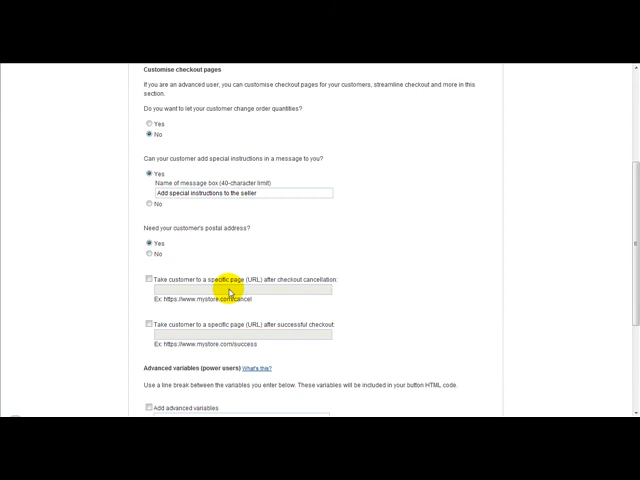 Customise checkout pages
If you are an advanced user, you can customise checkout pages for your customers, streamline checkout and more in this
section.
Do you want to let your customer change order quantities?
Yes
No
Can your customer add special instructions in a message to you?
Yes
Name of message box (40-character limit)
Add special instructions to the seller
No
Need your customer's postal address?
Yes
No
Take customer to a specific page (URL) after checkout cancellation:
Ex: https://www.mystore.com/cancel
Take customer to a specific page (URL) after successful checkout:
Ex: https://www.mystore.com/success
Advanced variables (power users) What's this?
Use a line break between the variables you enter below. These variables will be included in your button HTML code.
Add advanced variables